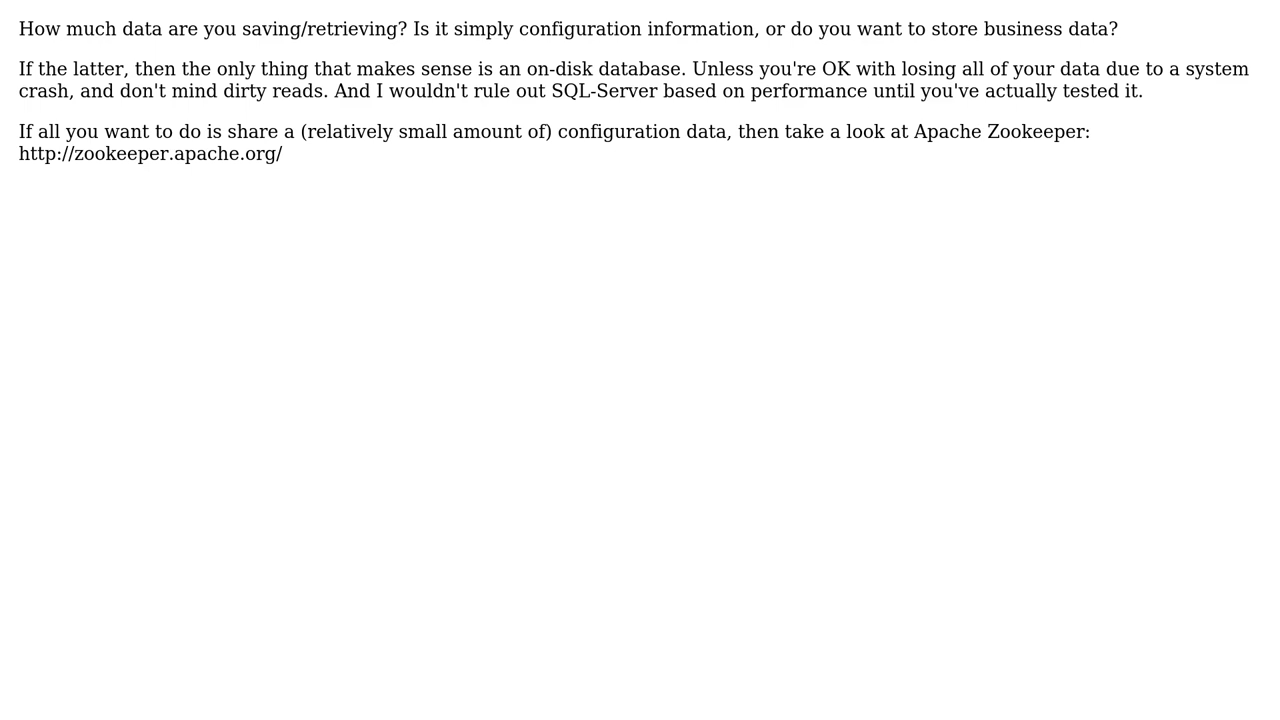 How much data are you saving/retrieving? Is it simply configuration information, or do you want to store business data?
If the latter, then the only thing that makes sense is an on-disk database. Unless you're OK with losing all of your data due to a system
crash, and don't mind dirty reads. And I wouldn't rule out SQL-Server based on performance until you've actually tested it.
If all you want to do is share a (relatively small amount of) configuration data, then take a look at Apache Zookeeper:
http://zookeeper.apache.org/